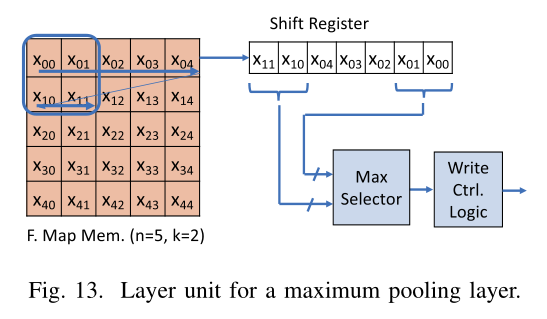 Shift Register
X00 X01 X02 X03 X04
X10 X11 X12 X13 X14
X20 X21 X22 X23 X24
X30 X31 X32 X33 X34
X40 X41 X42 X43 X44
X11 X10 X04 X03 X02 X01 X00
Max
Selector
Write
Ctrl.
Logic
F. Map Mem. (n=5, k=2)
Fig. 13. Layer unit for a maximum pooling layer.